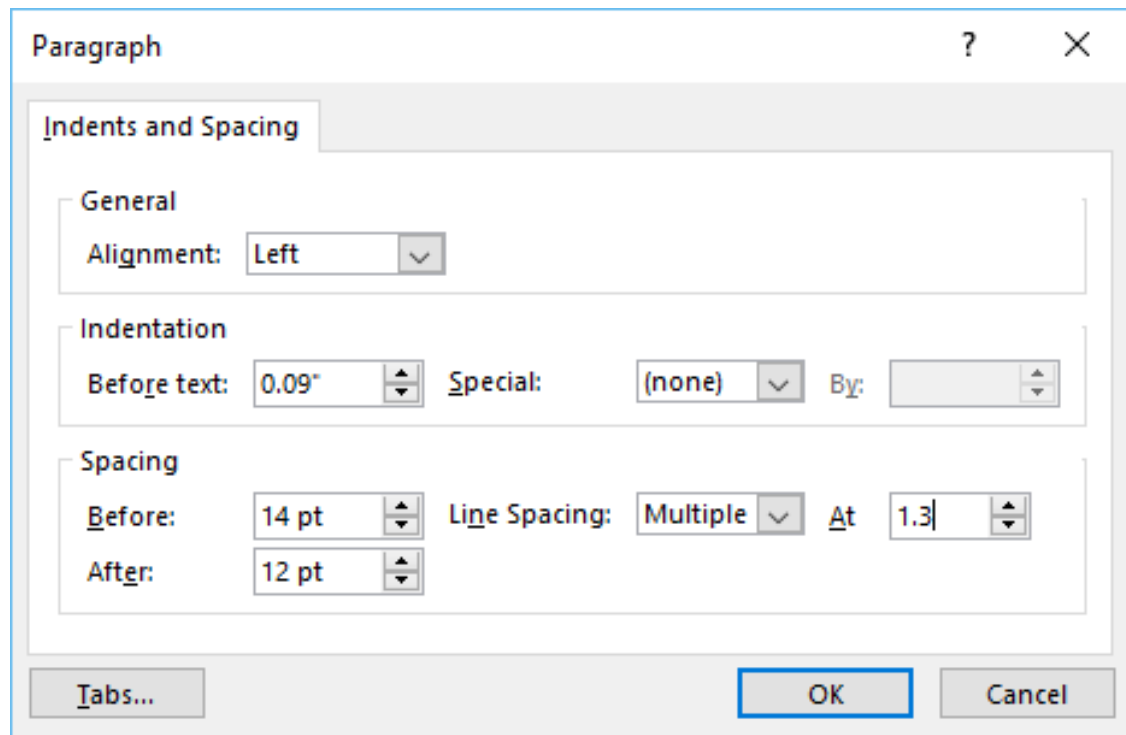 Paragraph ?
Indents and Spacing
General
Alignment: Left
Indentation
Before text: 0.09" Special: (none) By:
Spacing
Before: 14 pt Line Spacing: Multiple At 1.3
After: 12 pt
Tabs... OK Cancel